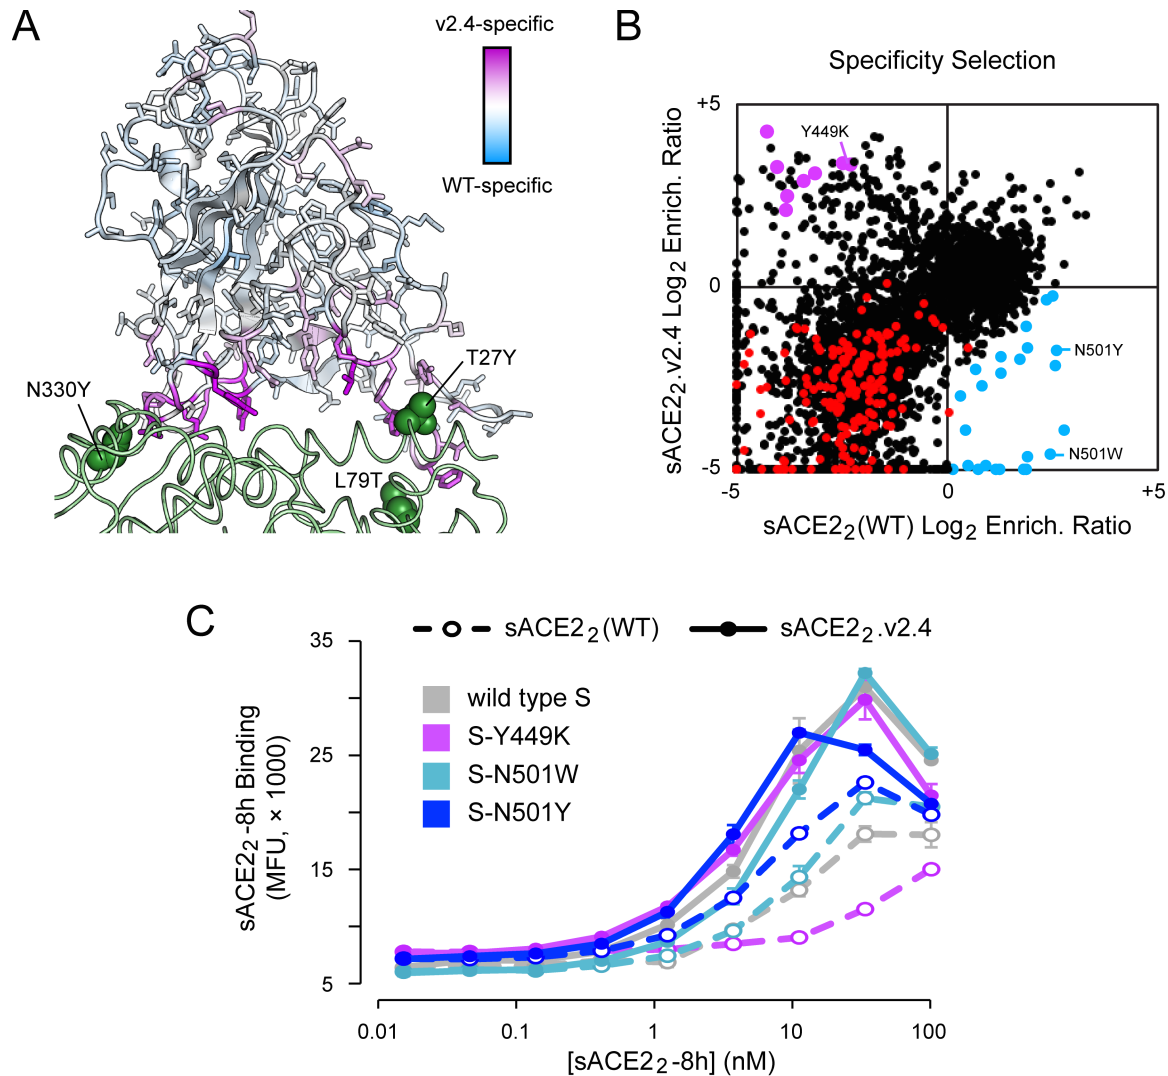 A
v2.4-specific
WT-specific
N330Y
T27Y
L79T
B
Specificity Selection
sACE2₂.v2.4 Log₂ Enrich. Ratio
+5
0
-5
Y449K
N501Y
N501W
-5
0
+5
sACE2₂(WT) Log₂ Enrich. Ratio
C
sACE2₂(WT)
sACE2₂.v2.4
sACE2₂-8h Binding
(MFU, × 1000)
35
25
15
5
wild type S
S-Y449K
S-N501W
S-N501Y
0.01
0.1
1
10
100
[sACE2₂-8h] (nM)